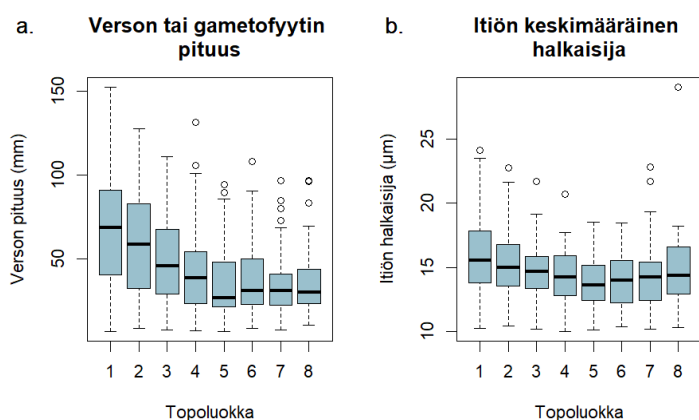 a.
Verson tai gametofyytin
pituus
Verson pituus (mm)
150
100
50
1 2 3 4 5 6 7 8
Topoluokka
b.
Itiön keskimääräinen
halkaisija
Itiön halkaisija (µm)
25
20
15
10
1 2 3 4 5 6 7 8
Topoluokka